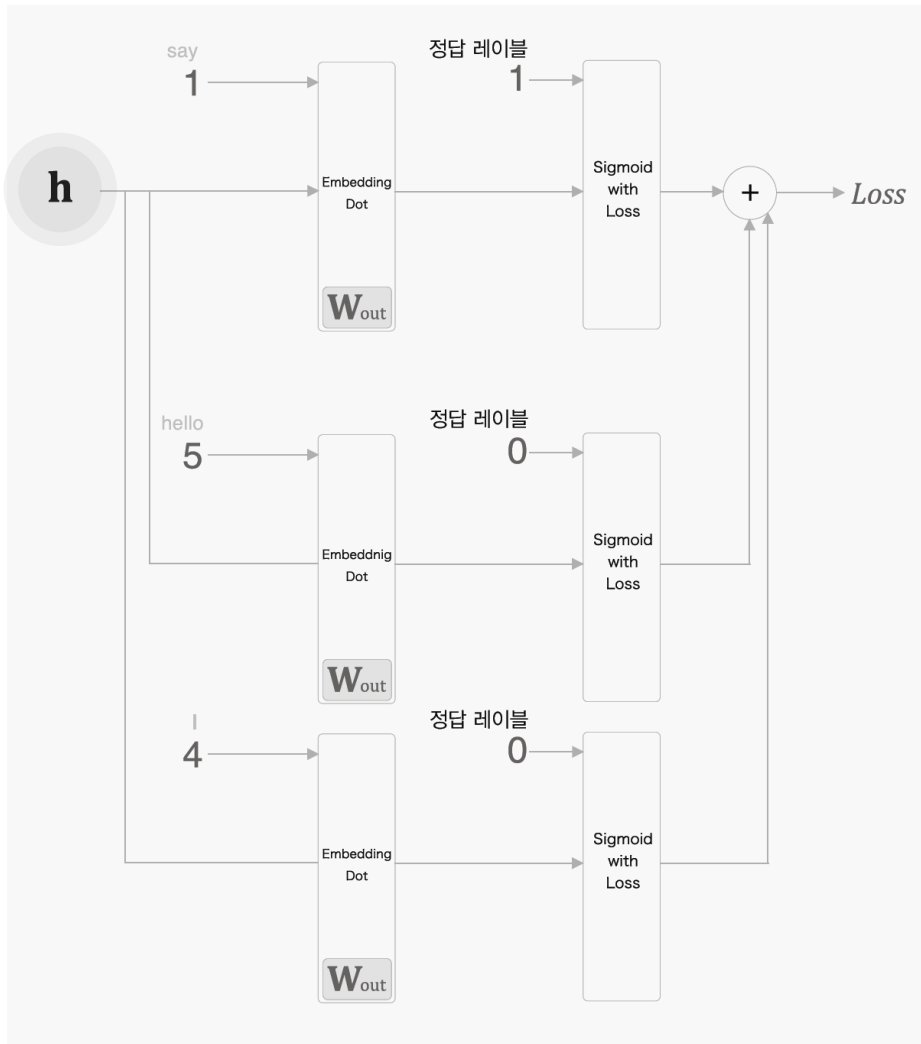 say
정답 레이블
1
1
h
Embedding
Dot
Sigmoid
with
Loss
+
Loss
Wout
hello
정답 레이블
5
0
Embeddnig
Dot
Sigmoid
with
Loss
Wout
I
정답 레이블
4
0
Embedding
Dot
Sigmoid
with
Loss
Wout